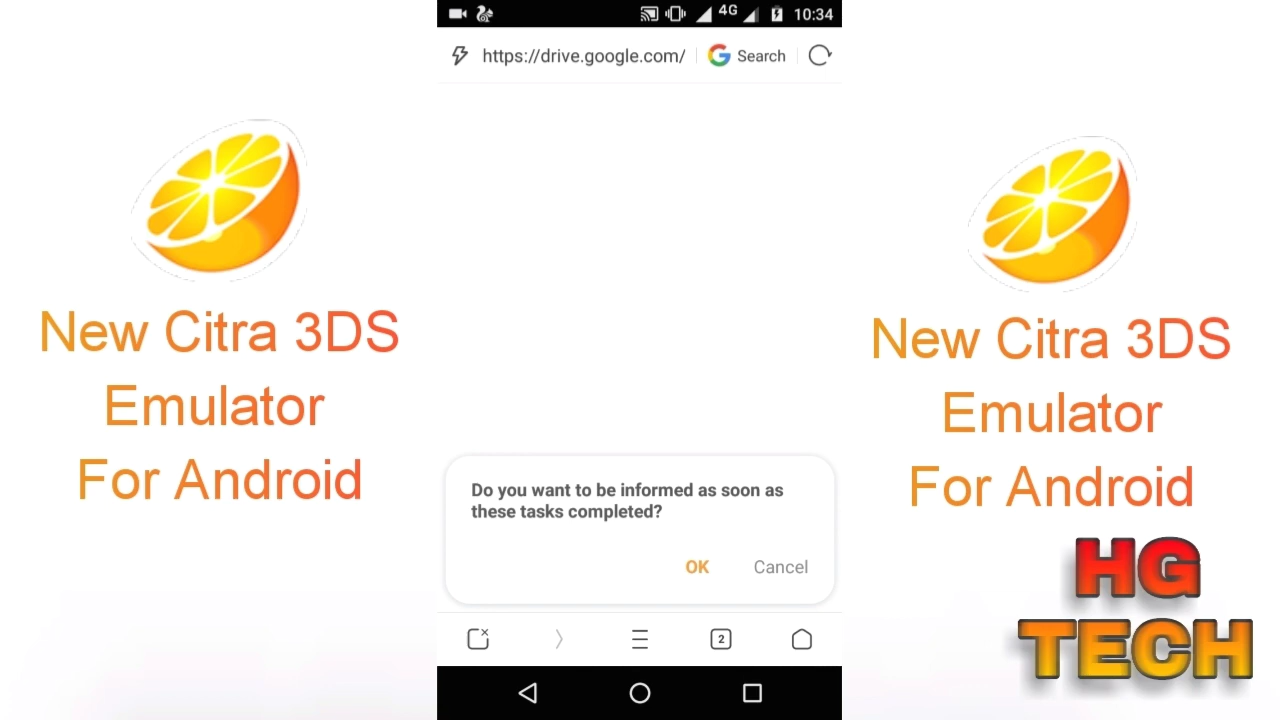 4G 10:34
https://drive.google.com/ Search
New Citra 3DS
Emulator
For Android
Do you want to be informed as soon as
these tasks completed?
OK Cancel
2
New Citra 3DS
Emulator
For Android
HG
TECH